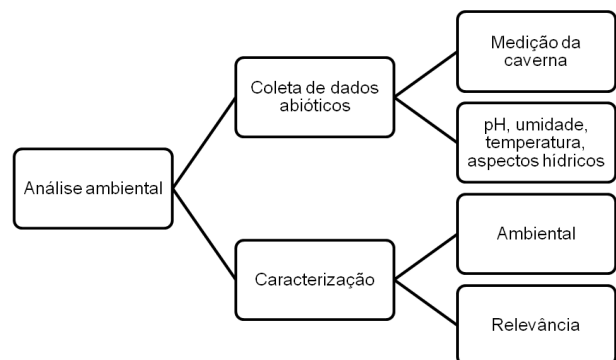 Medição da
caverna
Coleta de dados
abióticos
pH, umidade,
temperatura,
aspectos hídricos
Análise ambiental
Ambiental
Caracterização
Relevância